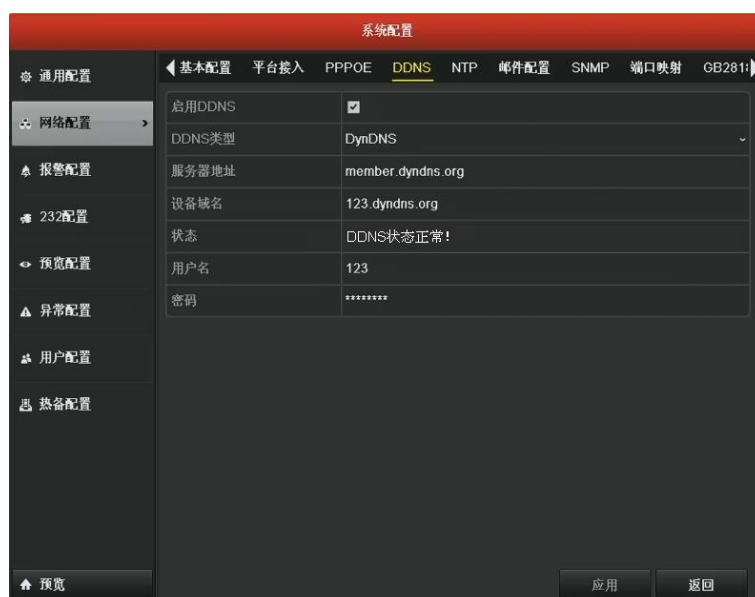 系统配置
通用配置
网络配置
报警配置
232配置
预览配置
异常配置
用户配置
热备配置
预览
基本配置 平台接入 PPPOE DDNS NTP 邮件配置 SNMP 端口映射 GB281
启用DDNS
DDNS类型 DynDNS
服务器地址 member.dyndns.org
设备域名 123.dyndns.org
状态 DDNS状态正常!
用户名 123
密码 ********
应用 返回